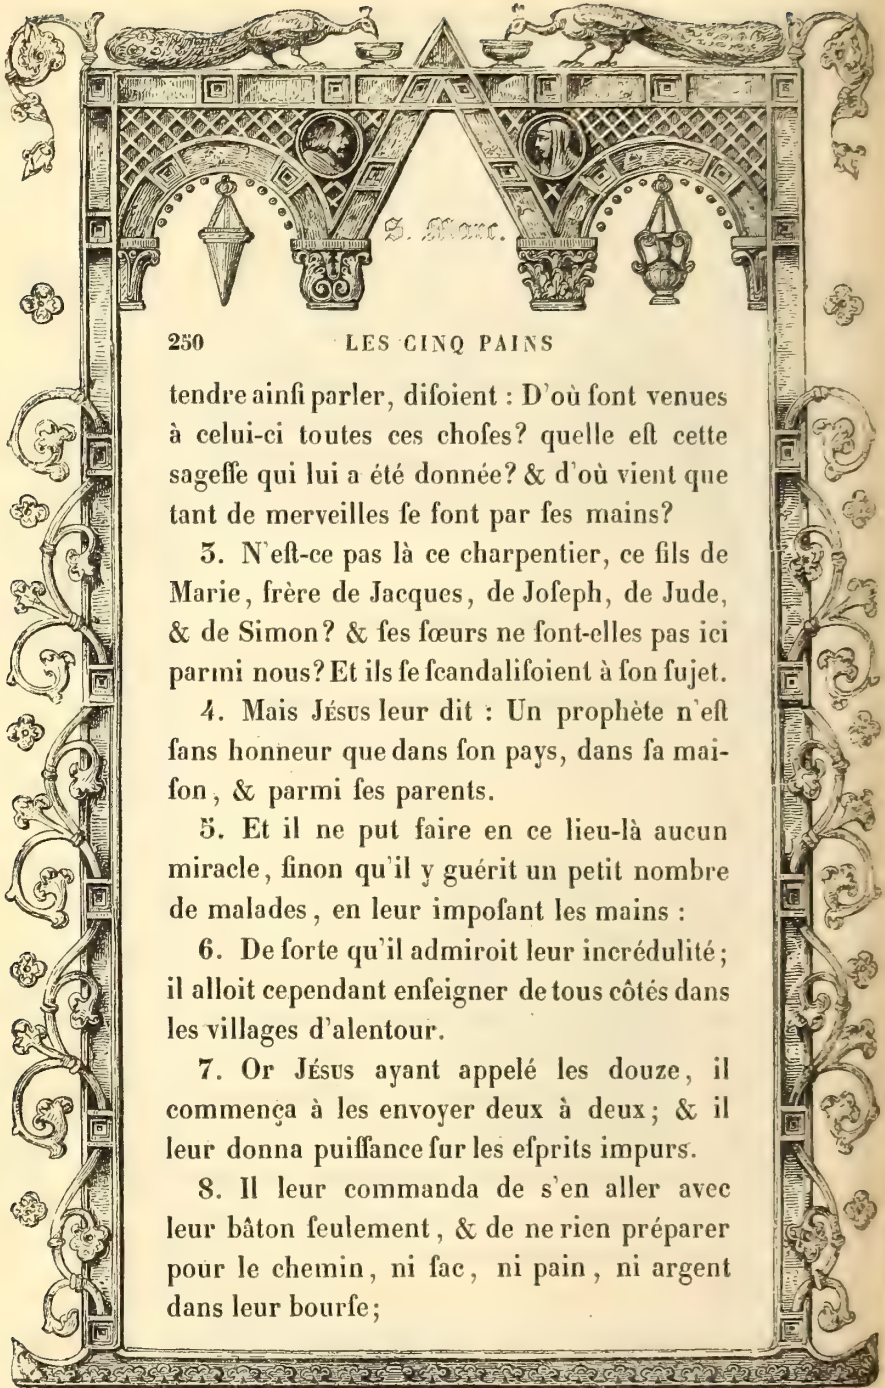 S. Marc.
250 LES CINQ PAINS
tendre ainſi parler, diſoient : D'où ſont venues
à celui-ci toutes ces choſes? quelle eſt cette
sageſſe qui lui a été donnée? & d'où vient que
tant de merveilles ſe font par ſes mains?
3. N'eſt-ce pas là ce charpentier, ce fils de
Marie, frère de Jacques, de Joſeph, de Jude,
& de Simon? & ſes ſœurs ne ſont-elles pas ici
parmi nous? Et ils ſe ſcandaliſoient à ſon ſujet.
4. Mais Jésus leur dit : Un prophète n'eſt
ſans honneur que dans ſon pays, dans ſa mai-
ſon, & parmi ſes parents.
5. Et il ne put faire en ce lieu-là aucun
miracle, ſinon qu'il y guérit un petit nombre
de malades, en leur impoſant les mains :
6. De ſorte qu'il admiroit leur incrédulité;
il alloit cependant enſeigner de tous côtés dans
les villages d'alentour.
7. Or Jésus ayant appelé les douze, il
commença à les envoyer deux à deux; & il
leur donna puiſſance ſur les eſprits impurs.
8. Il leur commanda de s'en aller avec
leur bâton ſeulement, & de ne rien préparer
pour le chemin, ni ſac, ni pain, ni argent
dans leur bourſe;